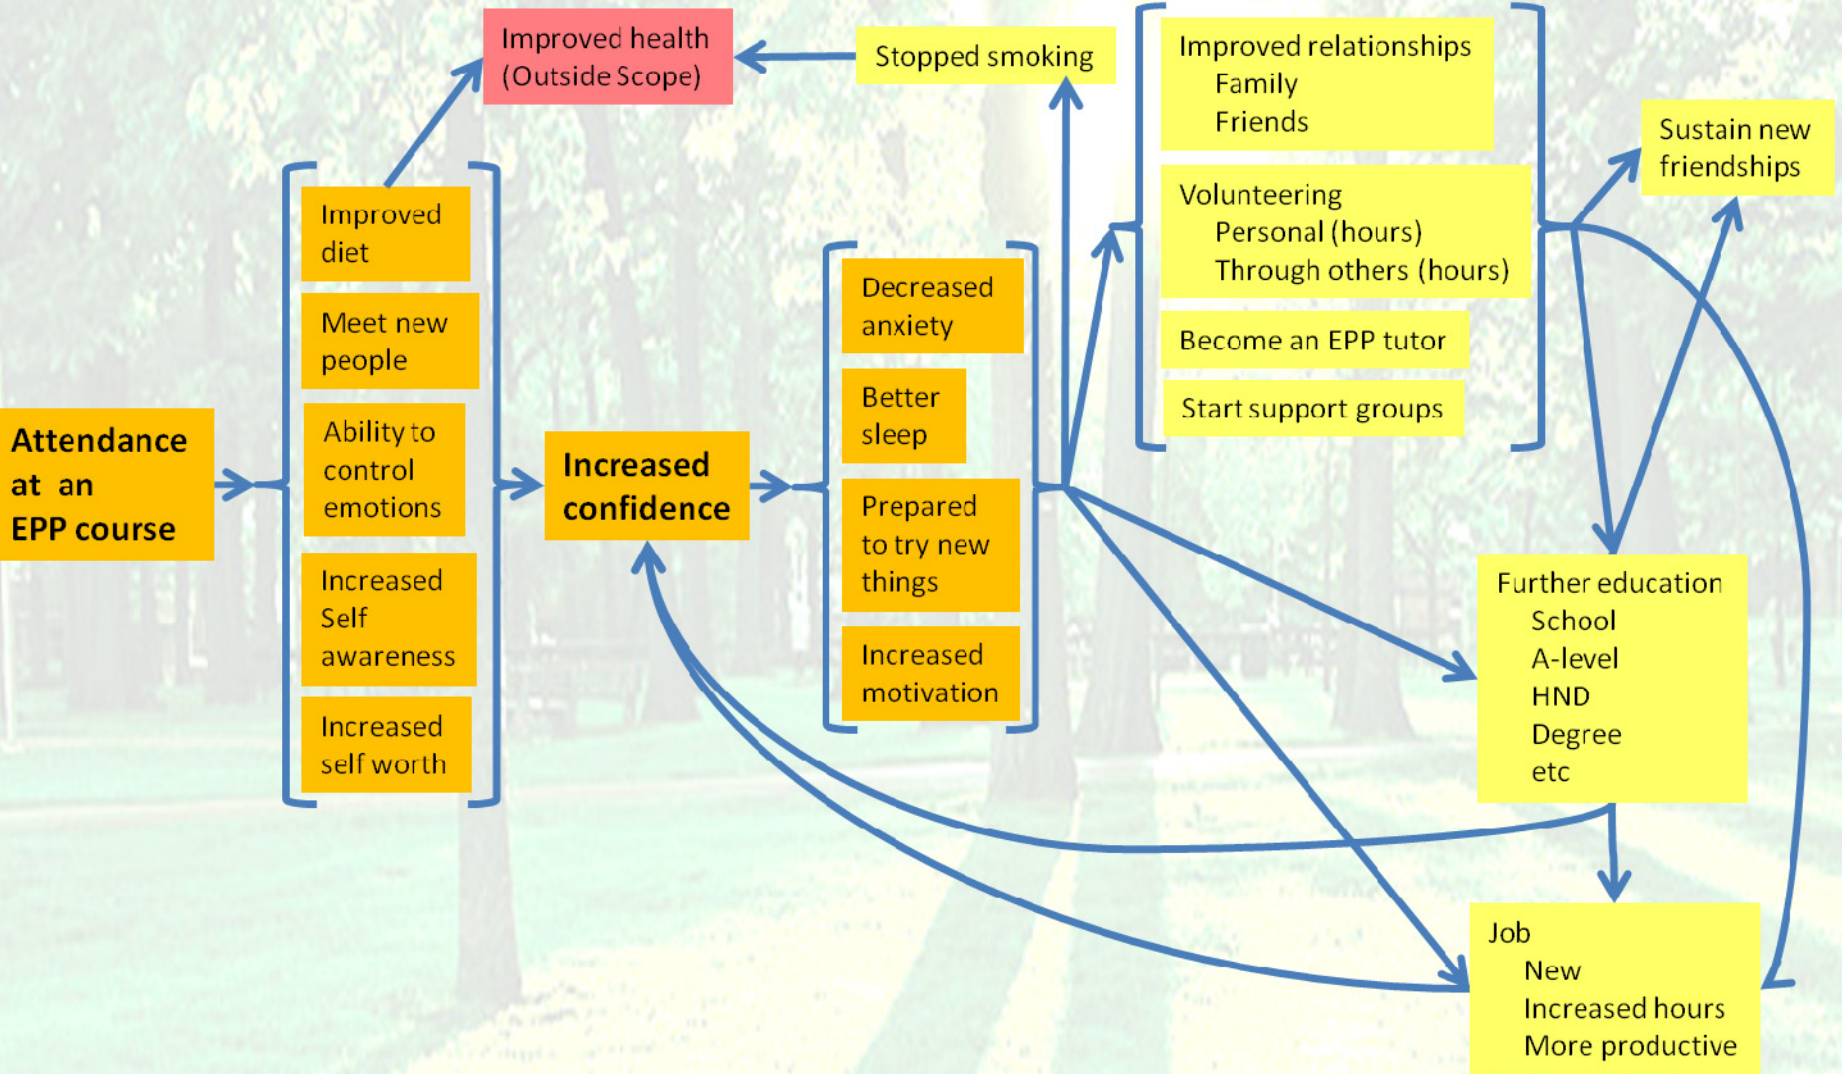 Improved health
(Outside Scope)
Stopped smoking
Improved relationships
Family
Friends
Volunteering
Personal (hours)
Through others (hours)
Become an EPP tutor
Start support groups
Sustain new
friendships
Attendance
at an
EPP course
Improved
diet
Meet new
people
Ability to
control
emotions
Increased
Self
awareness
Increased
self worth
Increased
confidence
Decreased
anxiety
Better
sleep
Prepared
to try new
things
Increased
motivation
Further education
School
A-level
HND
Degree
etc
Job
New
Increased hours
More productive